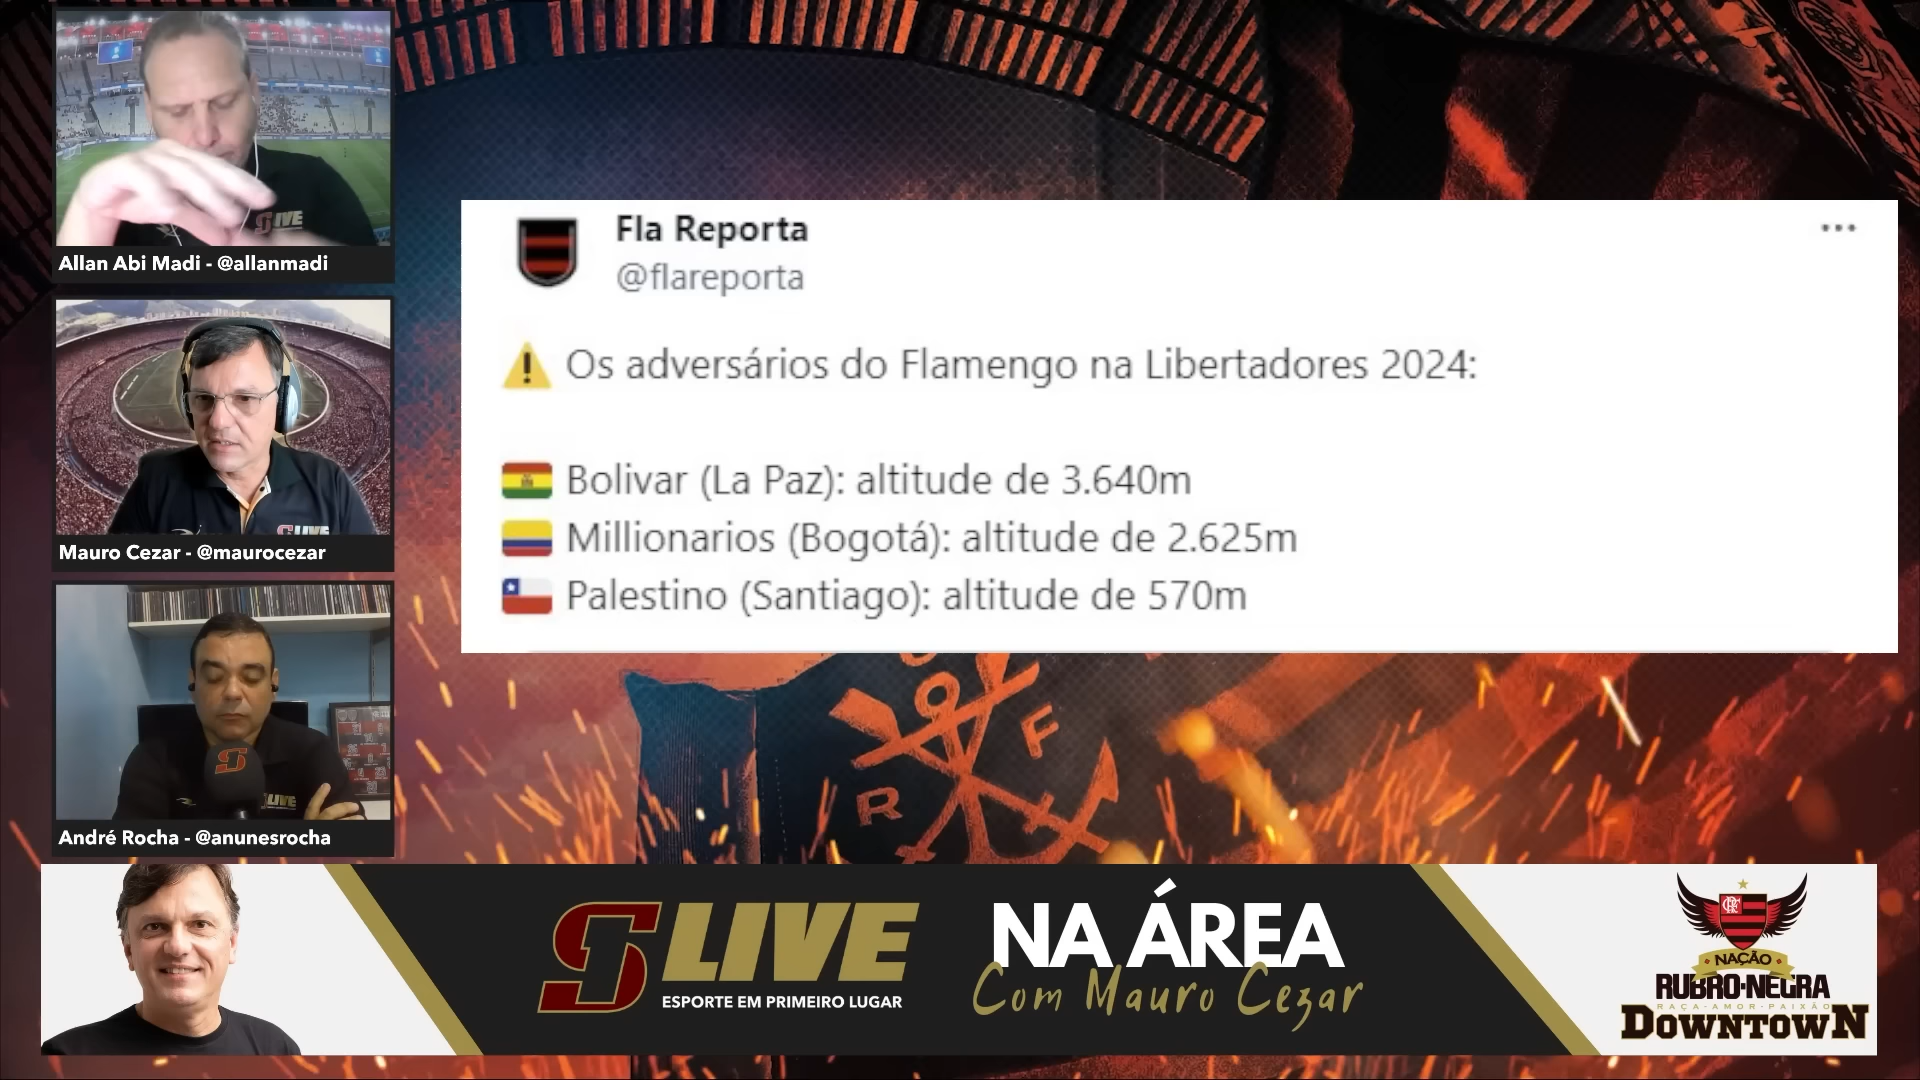 Allan Abi Madi - @allanmadi
Mauro Cezar - @maurocezar
André Rocha - @anunesrocha
Fla Reporta
@flareporta
Os adversários do Flamengo na Libertadores 2024:
Bolivar (La Paz): altitude de 3.640m
Millionarios (Bogotá): altitude de 2.625m
Palestino (Santiago): altitude de 570m
R F
S LIVE
ESPORTE EM PRIMEIRO LUGAR
NA ÁREA
Com Mauro Cezar
NAÇÃO
RUBRO-NEGRA
RAÇA-AMOR-PAIXÃO
DOWNTOWN